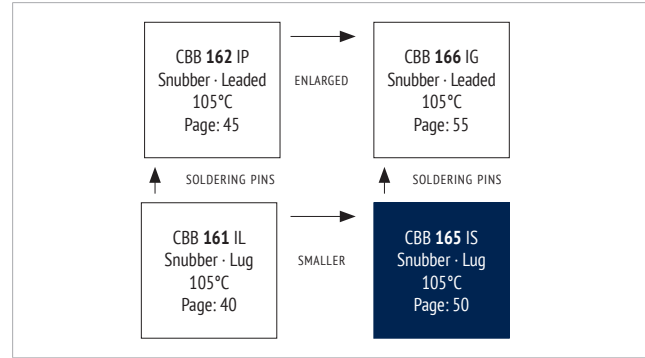 CBB 162 IP
Snubber · Leaded
105°C
Page: 45
ENLARGED
CBB 166 IG
Snubber · Leaded
105°C
Page: 55
SOLDERING PINS
SOLDERING PINS
CBB 161 IL
Snubber · Lug
105°C
Page: 40
SMALLER
CBB 165 IS
Snubber · Lug
105°C
Page: 50